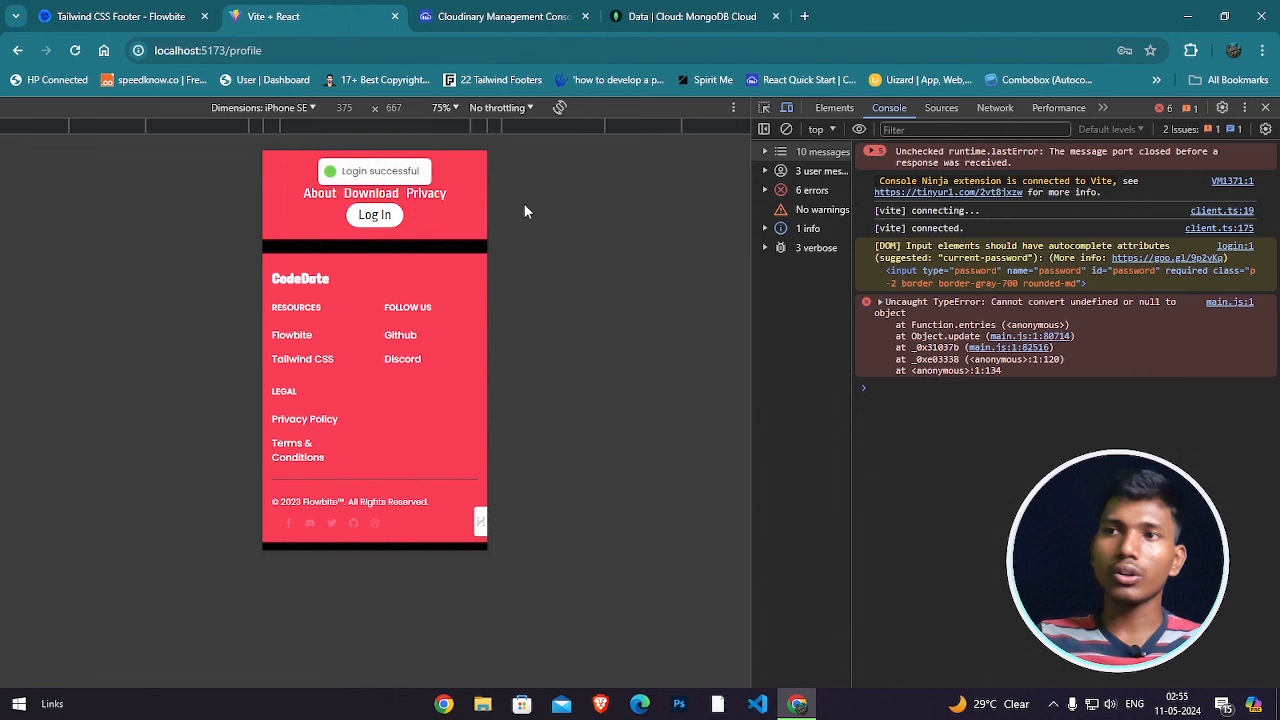 Tailwind CSS Footer - Flowbite
Vite + React
Cloudinary Management Cons
Data | Cloud: MongoDB Cloud
localhost:5173/profile
HP Connected
speedknow.co | Fre...
User | Dashboard
17+ Best Copyright...
22 Tailwind Footers
'how to develop a p...
Spirit Me
React Quick Start | C...
Uizard | App, Web,...
Combobox (Autoco...
All Bookmarks
Dimensions: iPhone SE
375 × 667
75%
No throttling
Elements
Console
Sources
Network
Performance
6
1
top
Filter
Default levels
2 Issues:
1
1
10 messages
3 user mes...
6 errors
No warnings
1 info
3 verbose
5
Unchecked runtime.lastError: The message port closed before a
response was received.
Console Ninja extension is connected to Vite, see
VM1371:1
https://tinyurl.com/2vt8jxzw for more info.
[vite] connecting...
client.ts:19
[vite] connected.
client.ts:175
[DOM] Input elements should have autocomplete attributes
login:1
(suggested: "current-password"): (More info: https://goo.gl/9p2vKq)
<input type="password" name="password" id="password" required class="p
-2 border border-gray-700 rounded-md">
Uncaught TypeError: Cannot convert undefined or null to
main.js:1
object
at Function.entries (<anonymous>)
at Object.update (main.js:1:80714)
at _0x31037b (main.js:1:82516)
at _0xe03338 (<anonymous>:1:120)
at <anonymous>:1:134
Login successful
About Download Privacy
Log In
CodeDate
RESOURCES
FOLLOW US
Flowbite
Github
Tailwind CSS
Discord
LEGAL
Privacy Policy
Terms &
Conditions
© 2023 Flowbite™. All Rights Reserved.
Links
29°C Clear
02:55
11-05-2024